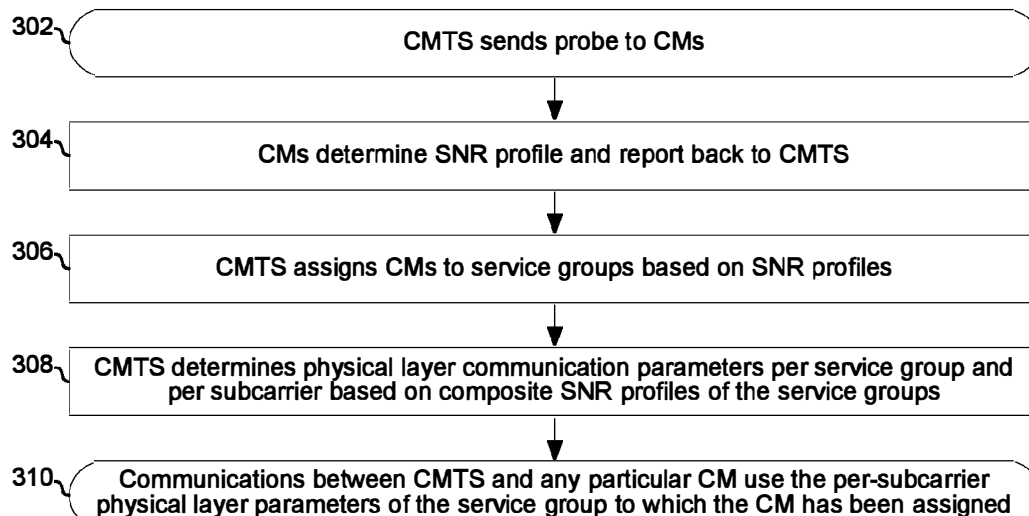 302
CMTS sends probe to CMs
304
CMs determine SNR profile and report back to CMTS
306
CMTS assigns CMs to service groups based on SNR profiles
308
CMTS determines physical layer communication parameters per service group and
per subcarrier based on composite SNR profiles of the service groups
310
Communications between CMTS and any particular CM use the per-subcarrier
physical layer parameters of the service group to which the CM has been assigned